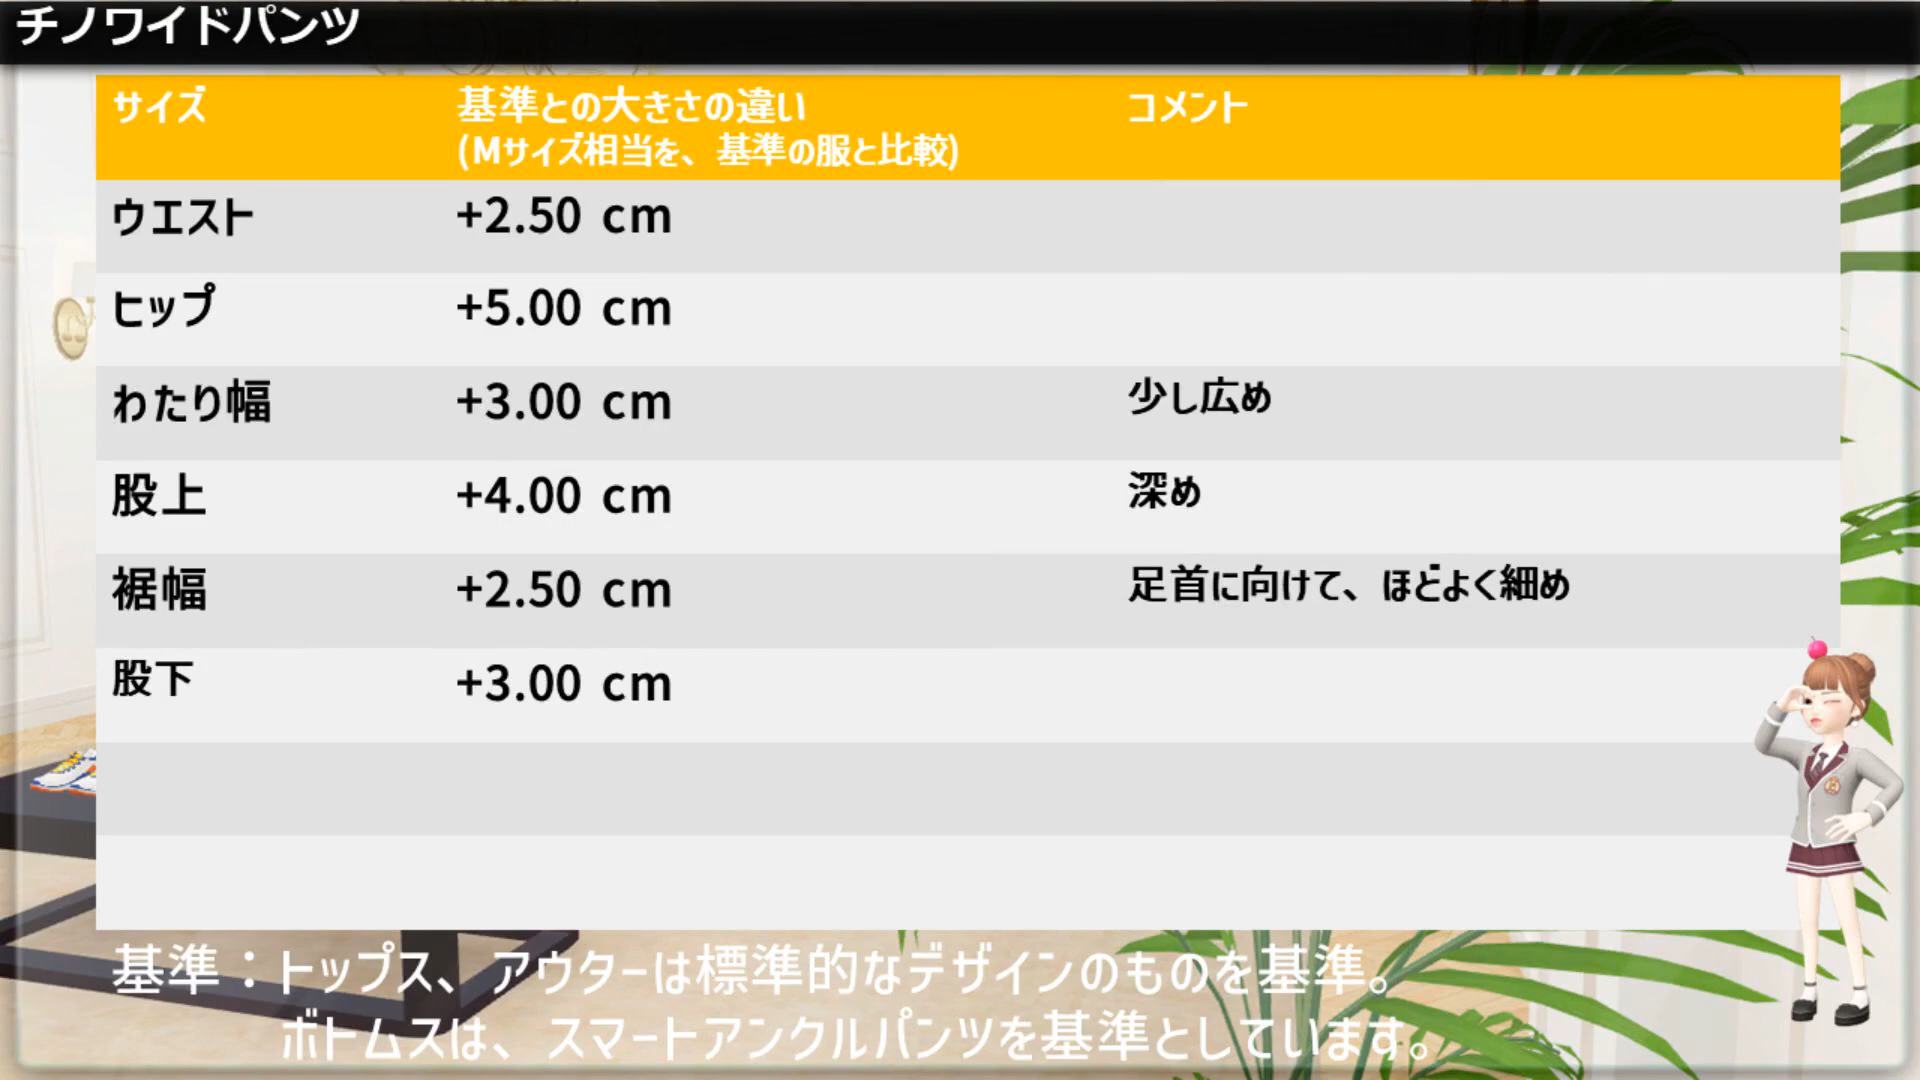 チノワイドパンツ
サイズ 基準との大きさの違い コメント
(Mサイズ相当を、基準の服と比較)
ウエスト +2.50 cm
ヒップ +5.00 cm
わたり幅 +3.00 cm 少し広め
股上 +4.00 cm 深め
裾幅 +2.50 cm 足首に向けて、ほどよく細め
股下 +3.00 cm
基準：トップス、アウターは標準的なデザインのものを基準。
ボトムスは、スマートアンクルパンツを基準としています。